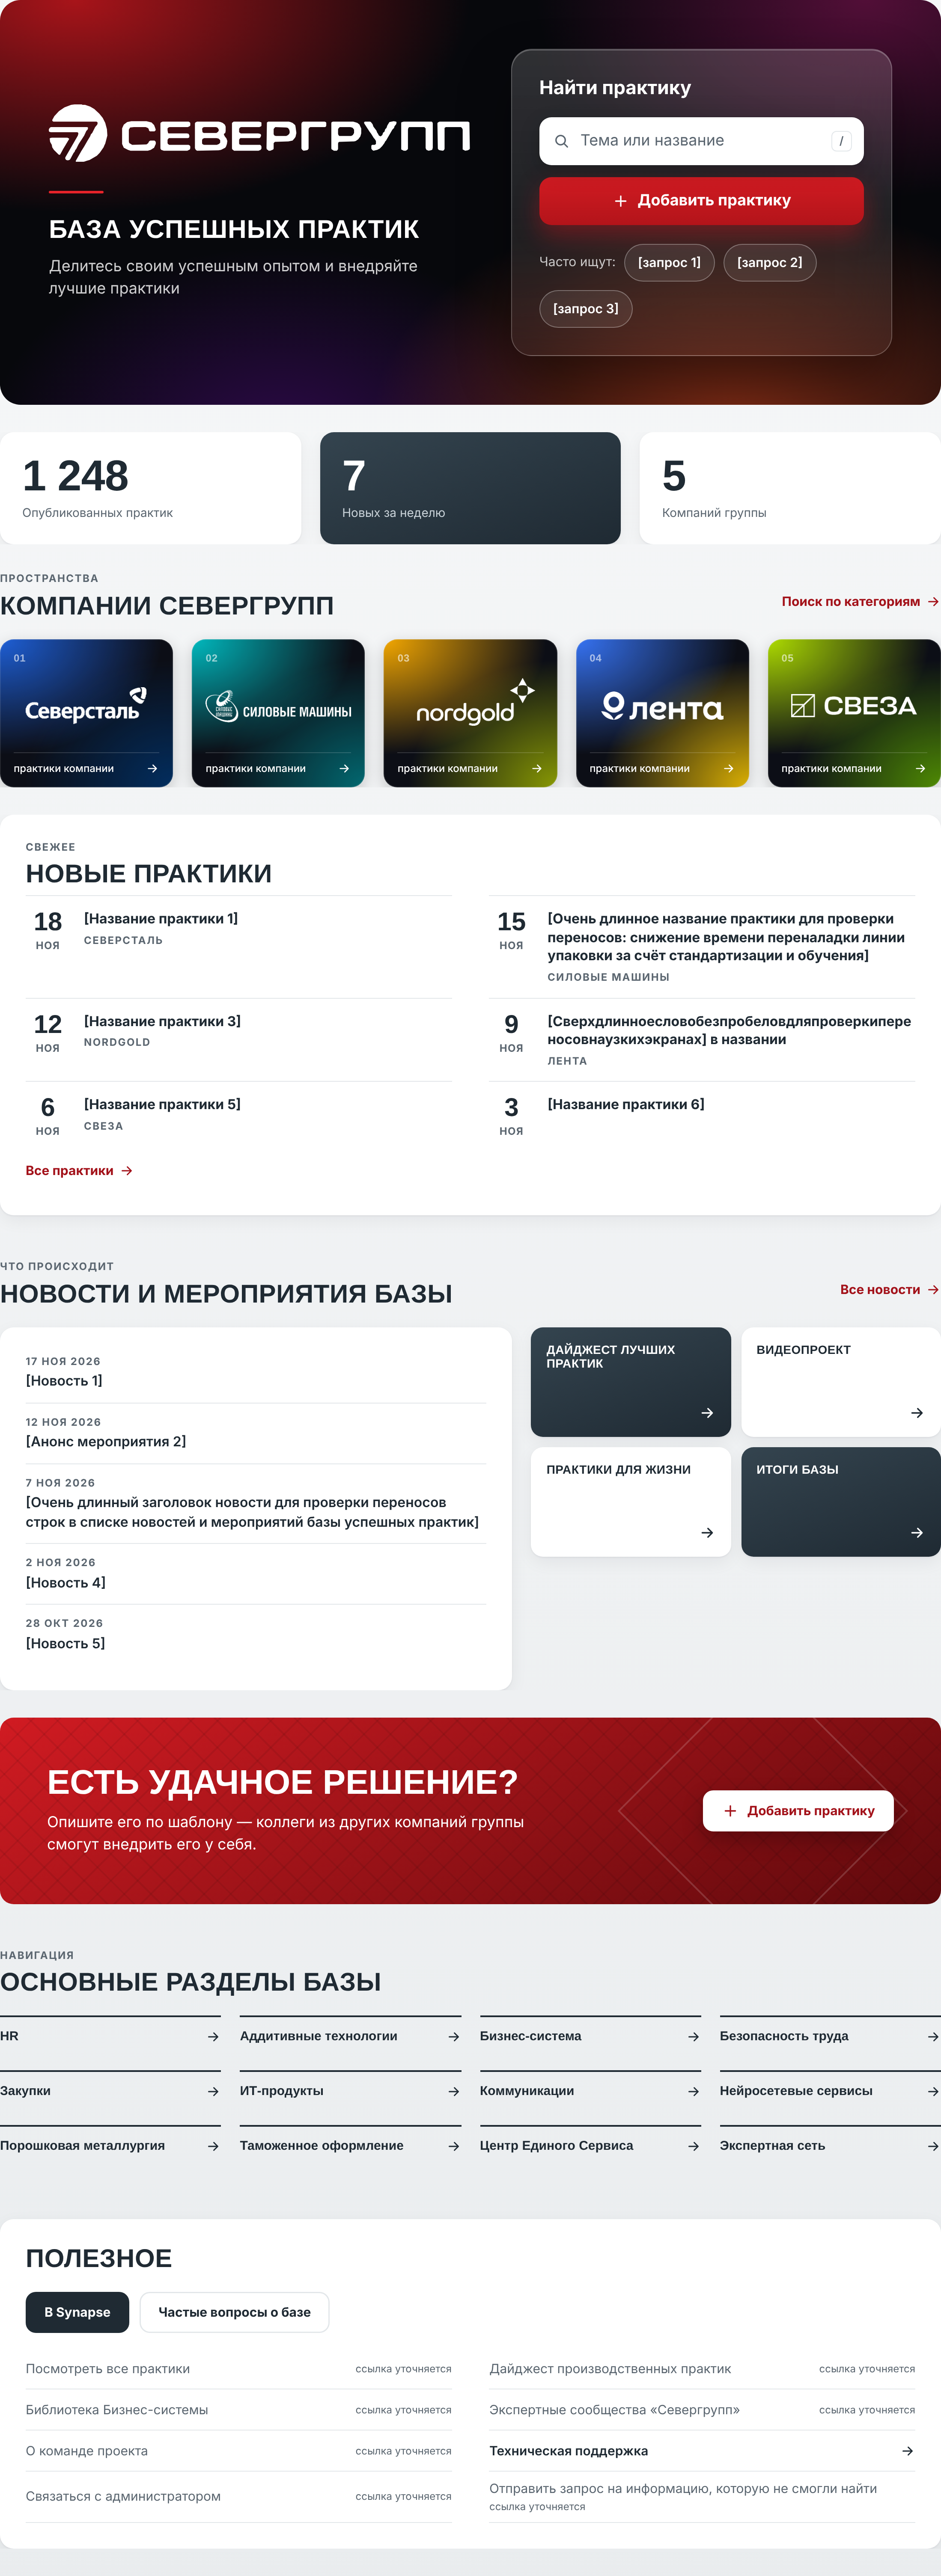 СЕВЕРГРУПП
БАЗА УСПЕШНЫХ ПРАКТИК
Делитесь своим успешным опытом и внедряйте
лучшие практики
Найти практику
Тема или название /
+ Добавить практику
Часто ищут: [запрос 1] [запрос 2]
[запрос 3]
1 248
Опубликованных практик
7
Новых за неделю
5
Компаний группы
ПРОСТРАНСТВА
КОМПАНИИ СЕВЕРГРУПП
Поиск по категориям →
01
Северсталь
практики компании →
02
СИЛОВЫЕ МАШИНЫ
СИЛОВЫЕ МАШИНЫ
практики компании →
03
nordgold
практики компании →
04
лента
практики компании →
05
СВЕЗА
практики компании →
СВЕЖЕЕ
НОВЫЕ ПРАКТИКИ
18 НОЯ
[Название практики 1]
СЕВЕРСТАЛЬ
15 НОЯ
[Очень длинное название практики для проверки
переносов: снижение времени переналадки линии
упаковки за счёт стандартизации и обучения]
СИЛОВЫЕ МАШИНЫ
12 НОЯ
[Название практики 3]
NORDGOLD
9 НОЯ
[Сверхдлинноесловобезпробеловдляпроверкипере
носовнаузкихэкранах] в названии
ЛЕНТА
6 НОЯ
[Название практики 5]
СВЕЗА
3 НОЯ
[Название практики 6]
Все практики →
ЧТО ПРОИСХОДИТ
НОВОСТИ И МЕРОПРИЯТИЯ БАЗЫ
Все новости →
17 НОЯ 2026
[Новость 1]
12 НОЯ 2026
[Анонс мероприятия 2]
7 НОЯ 2026
[Очень длинный заголовок новости для проверки переносов
строк в списке новостей и мероприятий базы успешных практик]
2 НОЯ 2026
[Новость 4]
28 ОКТ 2026
[Новость 5]
ДАЙДЖЕСТ ЛУЧШИХ
ПРАКТИК
→
ВИДЕОПРОЕКТ
→
ПРАКТИКИ ДЛЯ ЖИЗНИ
→
ИТОГИ БАЗЫ
→
ЕСТЬ УДАЧНОЕ РЕШЕНИЕ?
Опишите его по шаблону — коллеги из других компаний группы
смогут внедрить его у себя.
+ Добавить практику
НАВИГАЦИЯ
ОСНОВНЫЕ РАЗДЕЛЫ БАЗЫ
HR →
Аддитивные технологии →
Бизнес-система →
Безопасность труда →
Закупки →
ИТ-продукты →
Коммуникации →
Нейросетевые сервисы →
Порошковая металлургия →
Таможенное оформление →
Центр Единого Сервиса →
Экспертная сеть →
ПОЛЕЗНОЕ
В Synapse
Частые вопросы о базе
Посмотреть все практики ссылка уточняется
Дайджест производственных практик ссылка уточняется
Библиотека Бизнес-системы ссылка уточняется
Экспертные сообщества «Севергрупп» ссылка уточняется
О команде проекта ссылка уточняется
Техническая поддержка →
Связаться с администратором ссылка уточняется
Отправить запрос на информацию, которую не смогли найти
ссылка уточняется